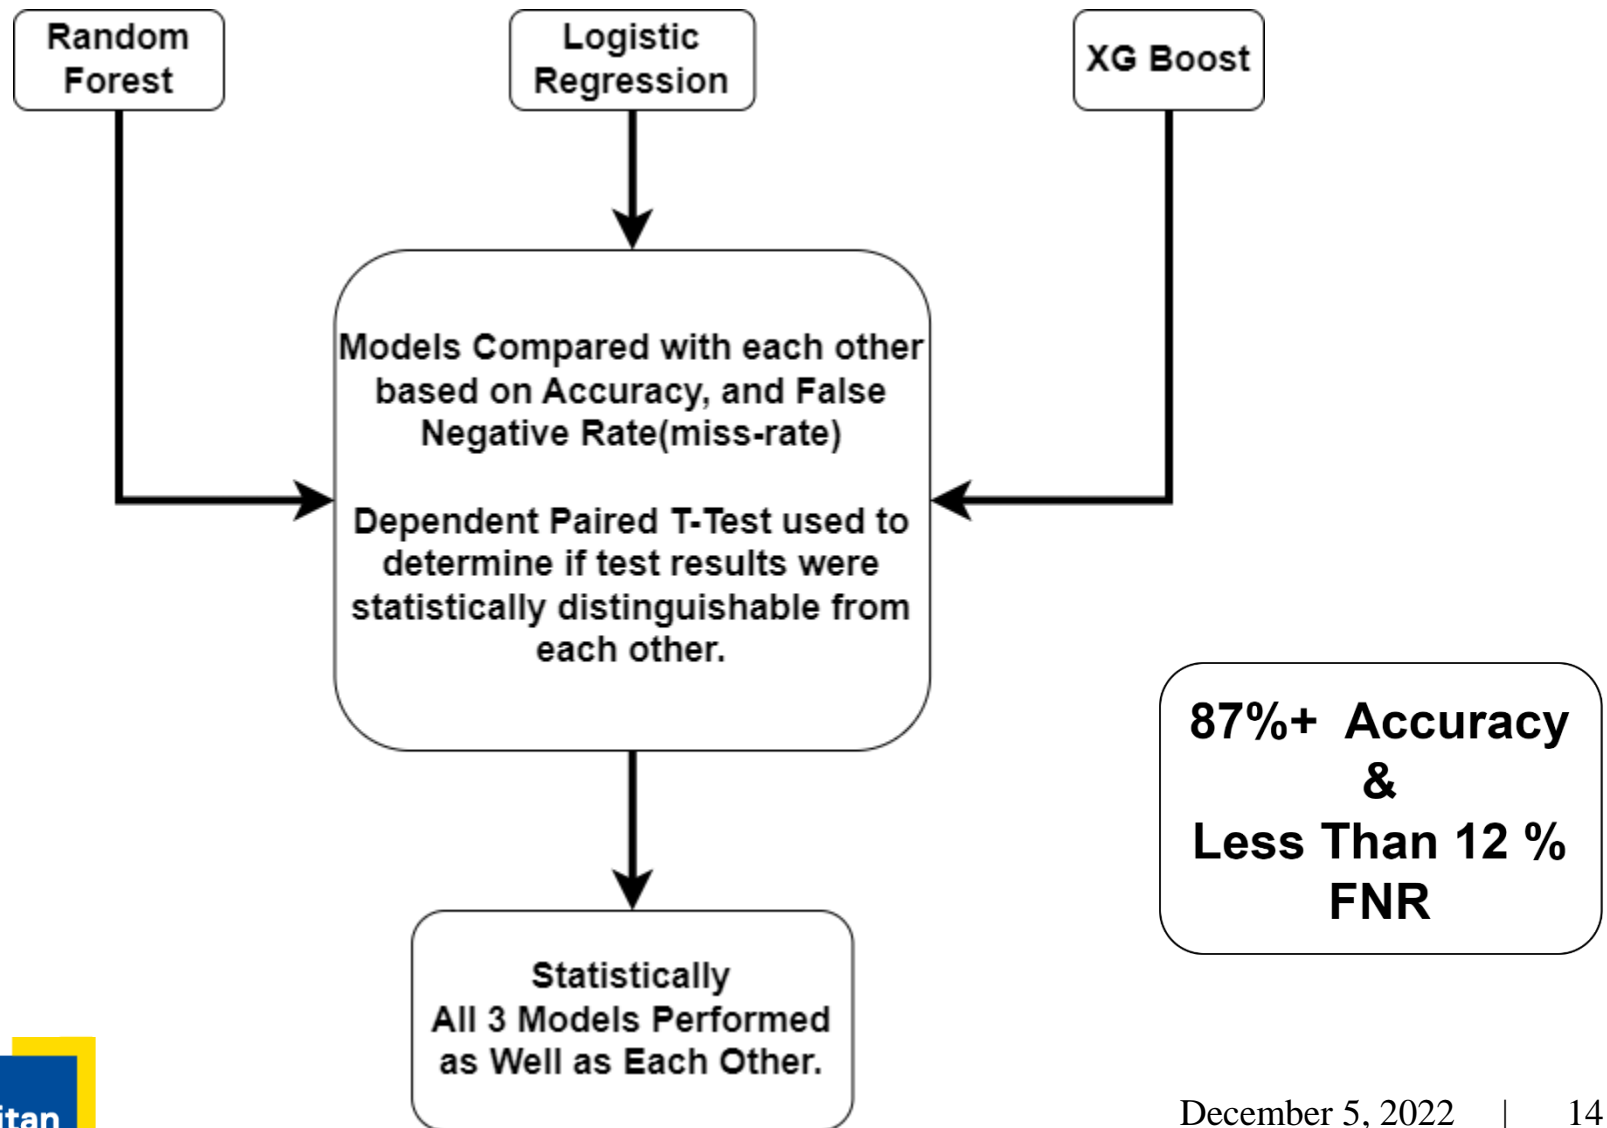 Random
Forest
Logistic
Regression
XG Boost
Models Compared with each other
based on Accuracy, and False
Negative Rate(miss-rate)
Dependent Paired T-Test used to
determine if test results were
statistically distinguishable from
each other.
87%+ Accuracy
&
Less Than 12 %
FNR
Statistically
All 3 Models Performed
as Well as Each Other.
December 5, 2022 | 14